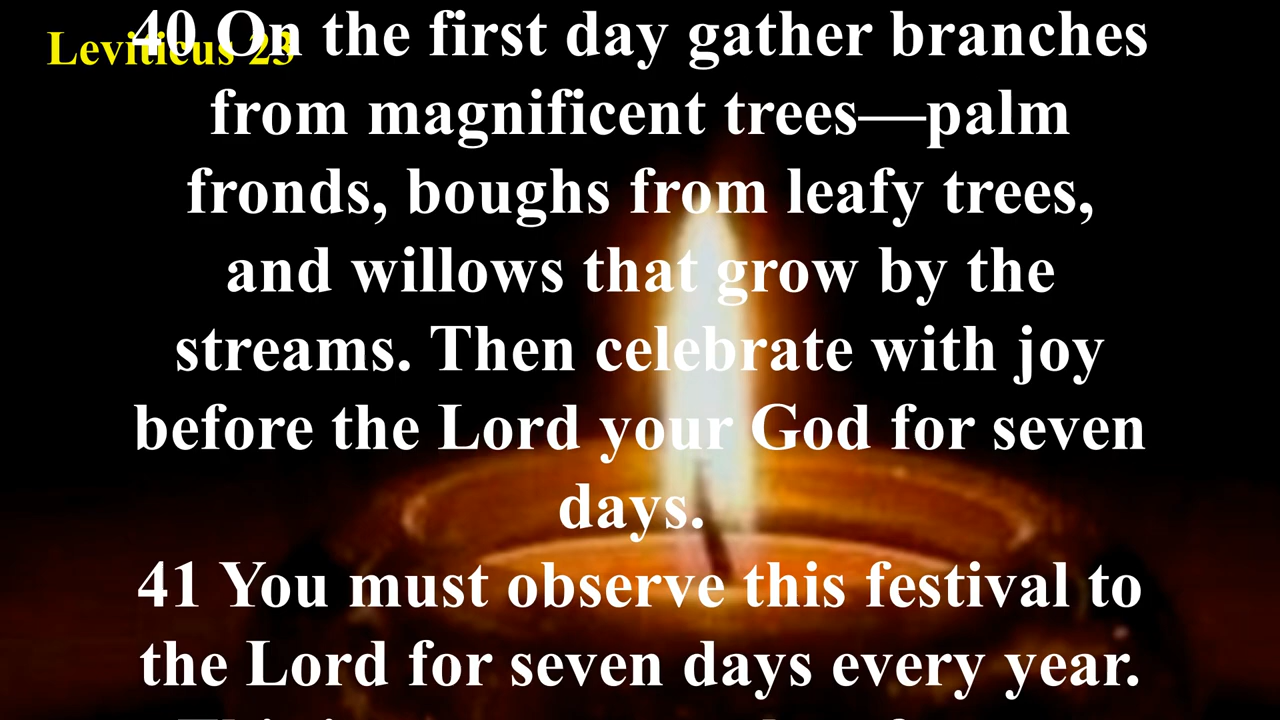 Leviticus 23
40 On the first day gather branches
from magnificent trees—palm
fronds, boughs from leafy trees,
and willows that grow by the
streams. Then celebrate with joy
before the Lord your God for seven
days.
41 You must observe this festival to
the Lord for seven days every year.